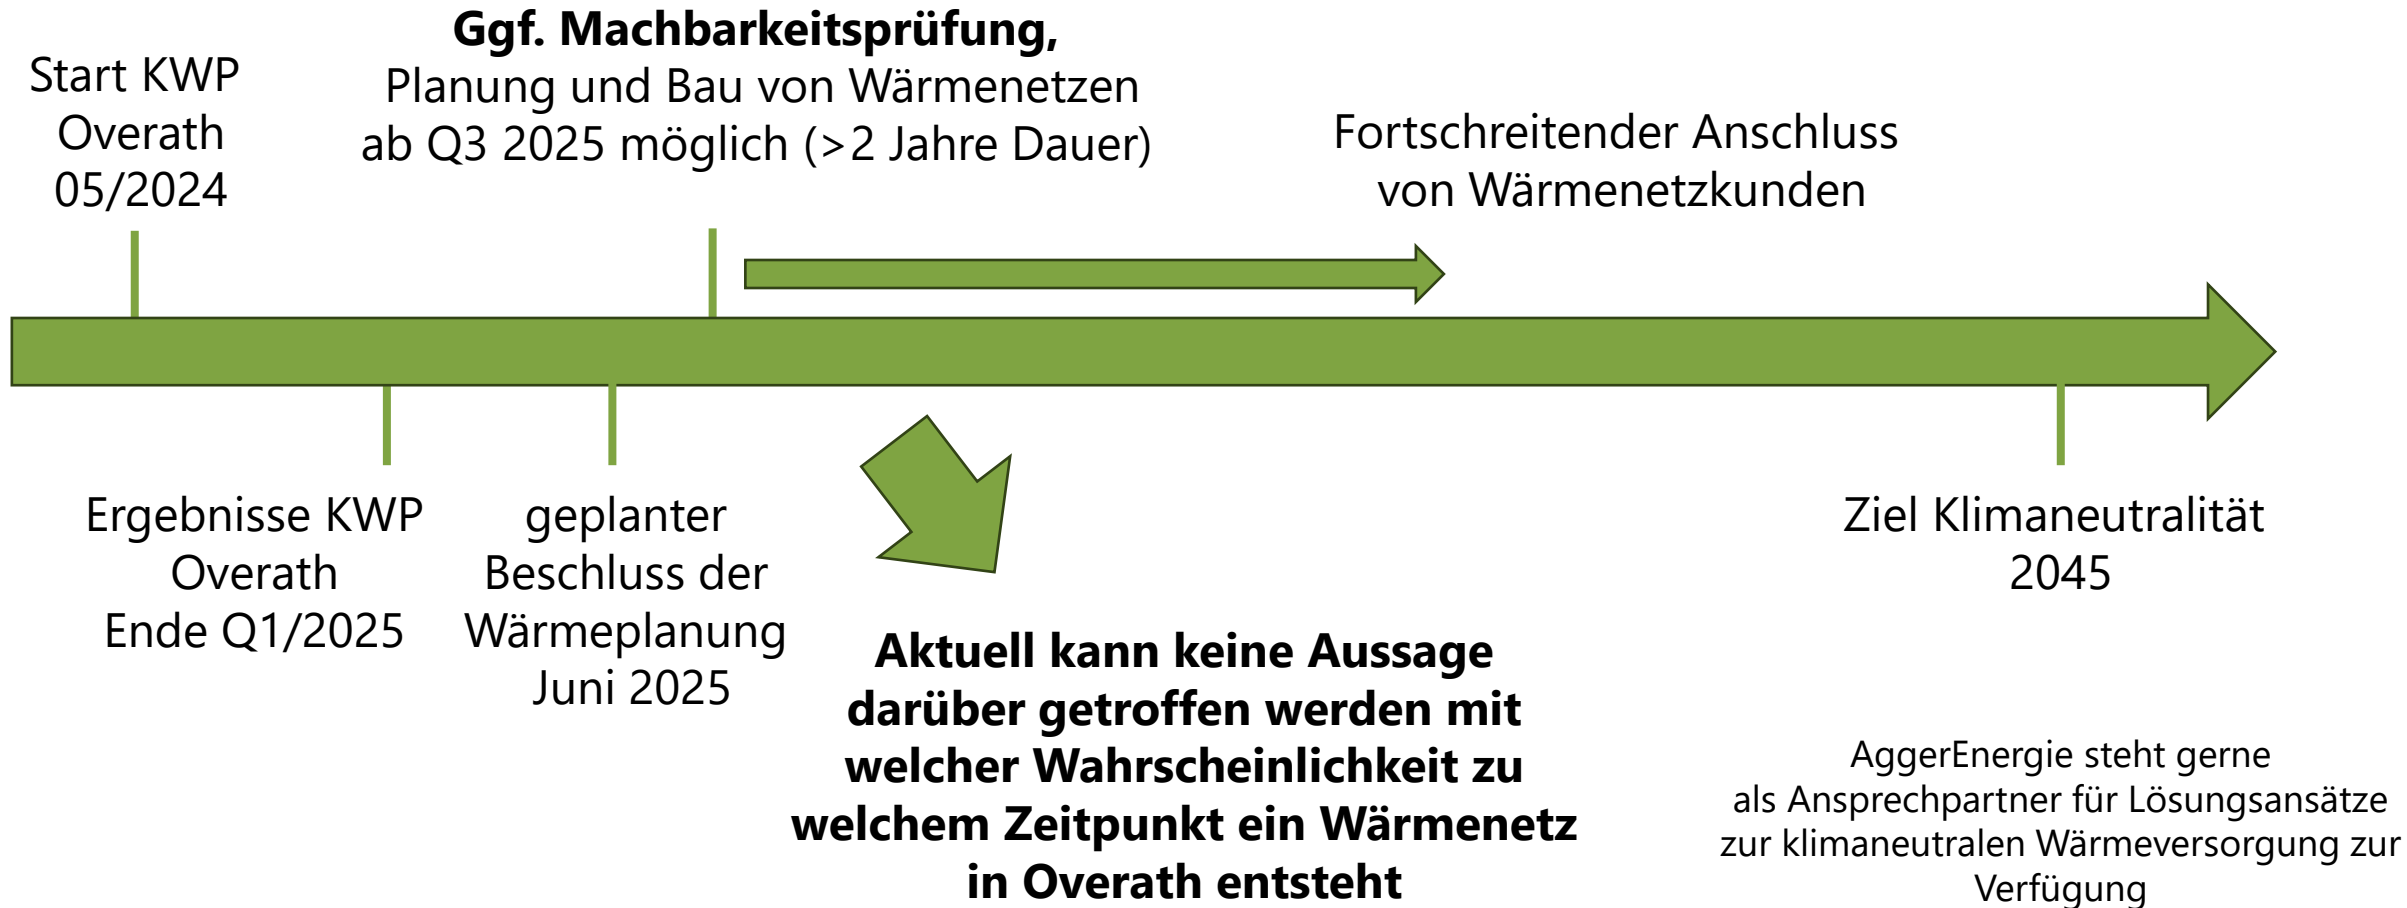 Start KWP
Overath
05/2024
Ggf. Machbarkeitsprüfung,
Planung und Bau von Wärmenetzen
ab Q3 2025 möglich (>2 Jahre Dauer)
Fortschreitender Anschluss
von Wärmenetzkunden
Ergebnisse KWP
Overath
Ende Q1/2025
geplanter
Beschluss der
Wärmeplanung
Juni 2025
Aktuell kann keine Aussage
darüber getroffen werden mit
welcher Wahrscheinlichkeit zu
welchem Zeitpunkt ein Wärmenetz
in Overath entsteht
Ziel Klimaneutralität
2045
AggerEnergie steht gerne
als Ansprechpartner für Lösungsansätze
zur klimaneutralen Wärmeversorgung zur
Verfügung